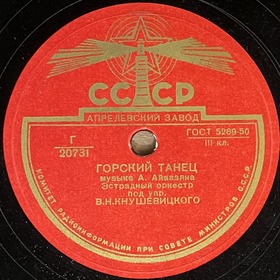 СССР
АПРЕЛЕВСКИЙ ЗАВОД
Г
20731
ГОСТ 5289-50
III кл.
ГОРСКИЙ ТАНЕЦ
музыка А. Айвазяна
Эстрадный оркестр
под упр.
В.Н.КНУШЕВИЦКОГО
КОМИТЕТ РАДИОИНФОРМАЦИИ ПРИ СОВЕТЕ МИНИСТРОВ СССР.